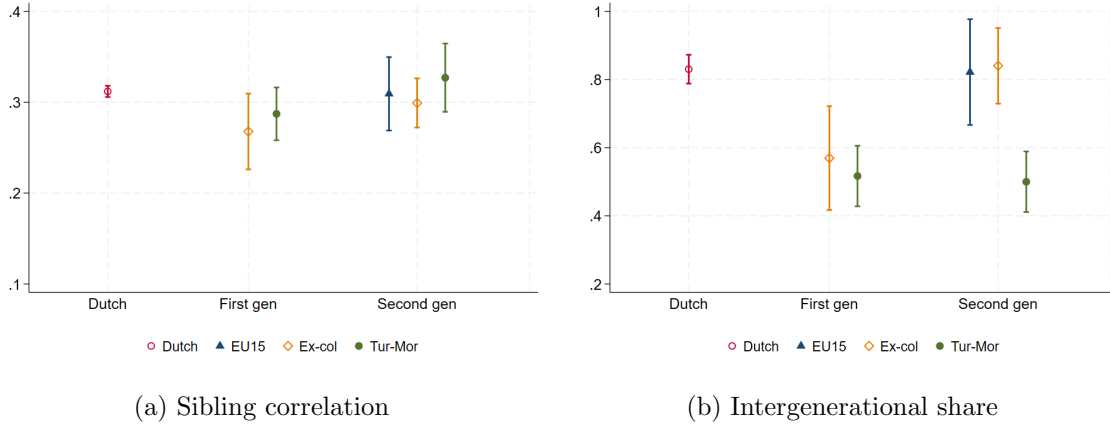 .4
.3
.2
.1
Dutch First gen Second gen
Dutch EU15 Ex-col Tur-Mor
(a) Sibling correlation
1
.8
.6
.4
.2
Dutch First gen Second gen
Dutch EU15 Ex-col Tur-Mor
(b) Intergenerational share